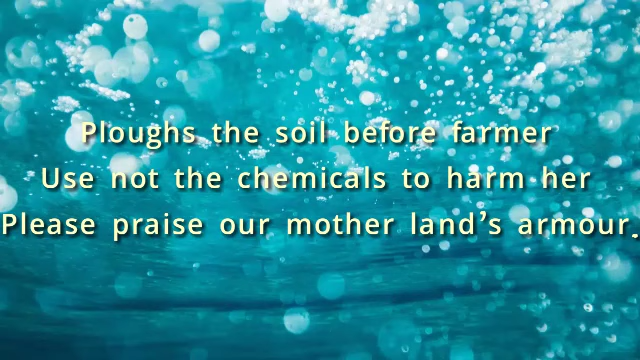 Ploughs the soil before farmer
Use not the chemicals to harm her
Please praise our mother land’s armour.